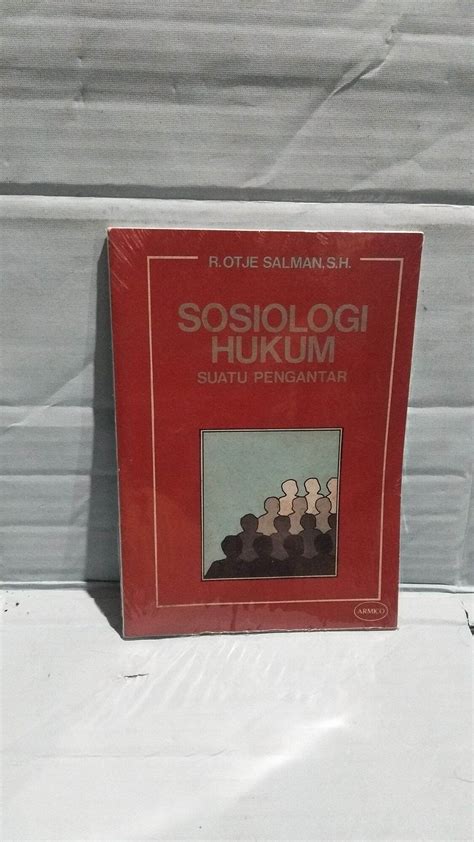 R. OTJE SALMAN, S.H.
SOSIOLOGI
HUKUM
SUATU PENGANTAR
ARMICO